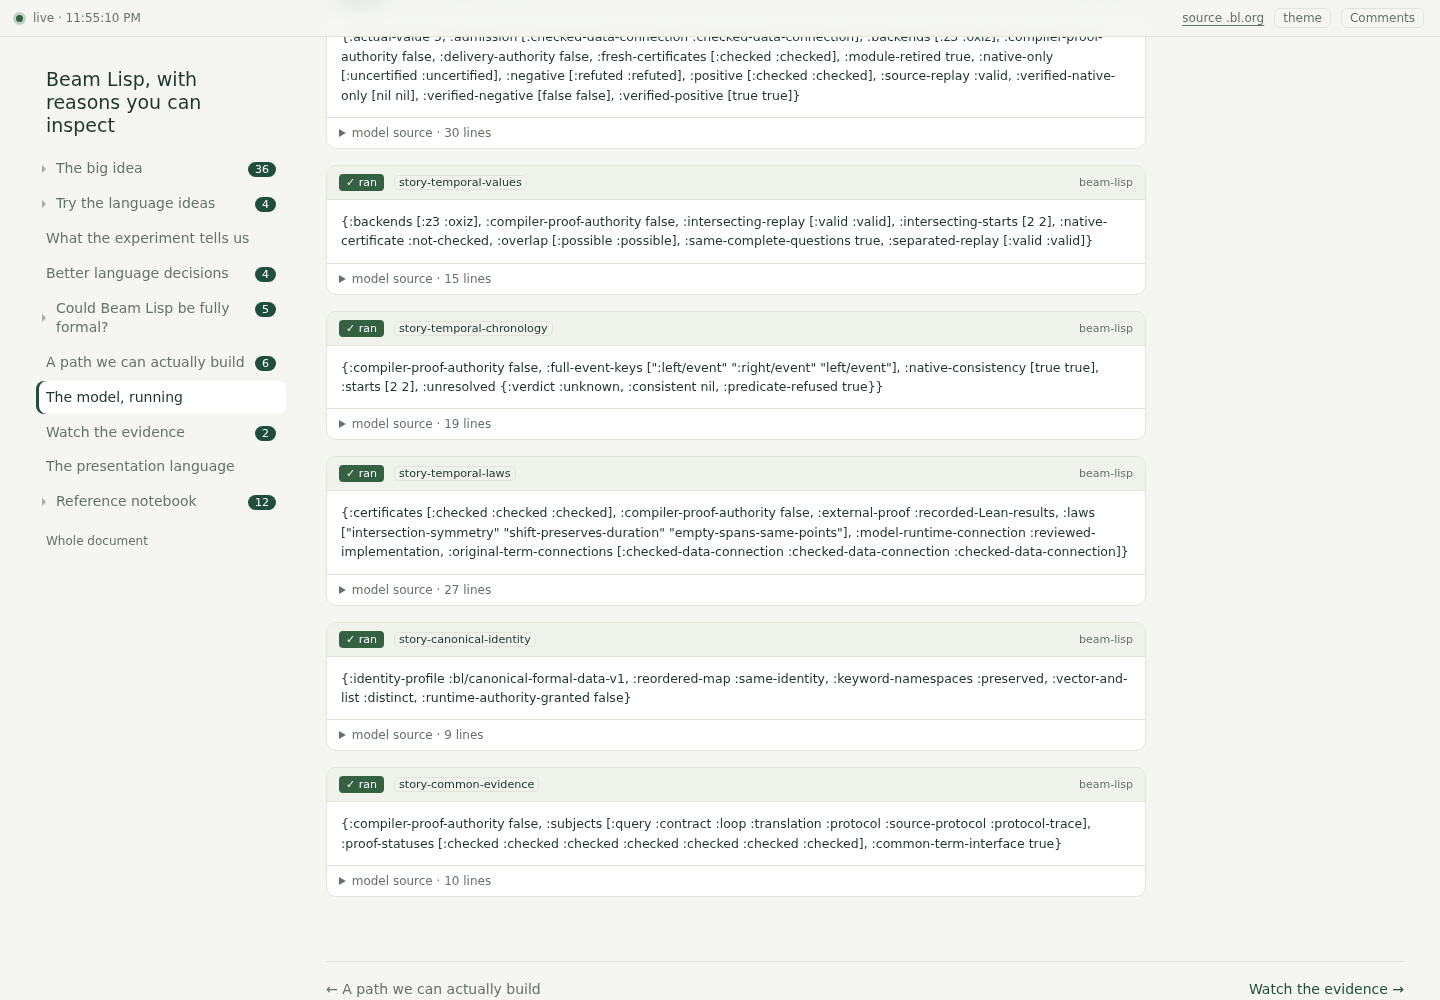 live · 11:55:10 PM
source .bl.org
theme
Comments
Beam Lisp, with
reasons you can
inspect
The big idea 36
Try the language ideas 4
What the experiment tells us
Better language decisions 4
Could Beam Lisp be fully 5
formal?
A path we can actually build 6
The model, running
Watch the evidence 2
The presentation language
Reference notebook 12
Whole document
{:actual-value 5, :admission [:checked-data-connection :checked-data-connection], :backends [:z3 :oxiz], :compiler-proof-
authority false, :delivery-authority false, :fresh-certificates [:checked :checked], :module-retired true, :native-only
[:uncertified :uncertified], :negative [:refuted :refuted], :positive [:checked :checked], :source-replay :valid, :verified-native-
only [nil nil], :verified-negative [false false], :verified-positive [true true]}
model source · 30 lines
✓ ran story-temporal-values beam-lisp
{:backends [:z3 :oxiz], :compiler-proof-authority false, :intersecting-replay [:valid :valid], :intersecting-starts [2 2], :native-
certificate :not-checked, :overlap [:possible :possible], :same-complete-questions true, :separated-replay [:valid :valid]}
model source · 15 lines
✓ ran story-temporal-chronology beam-lisp
{:compiler-proof-authority false, :full-event-keys [":left/event" ":right/event" "left/event"], :native-consistency [true true],
:starts [2 2], :unresolved {:verdict :unknown, :consistent nil, :predicate-refused true}}
model source · 19 lines
✓ ran story-temporal-laws beam-lisp
{:certificates [:checked :checked :checked], :compiler-proof-authority false, :external-proof :recorded-Lean-results, :laws
["intersection-symmetry" "shift-preserves-duration" "empty-spans-same-points"], :model-runtime-connection :reviewed-
implementation, :original-term-connections [:checked-data-connection :checked-data-connection :checked-data-connection]}
model source · 27 lines
✓ ran story-canonical-identity beam-lisp
{:identity-profile :bl/canonical-formal-data-v1, :reordered-map :same-identity, :keyword-namespaces :preserved, :vector-and-
list :distinct, :runtime-authority-granted false}
model source · 9 lines
✓ ran story-common-evidence beam-lisp
{:compiler-proof-authority false, :subjects [:query :contract :loop :translation :protocol :source-protocol :protocol-trace],
:proof-statuses [:checked :checked :checked :checked :checked :checked :checked], :common-term-interface true}
model source · 10 lines
← A path we can actually build
Watch the evidence →